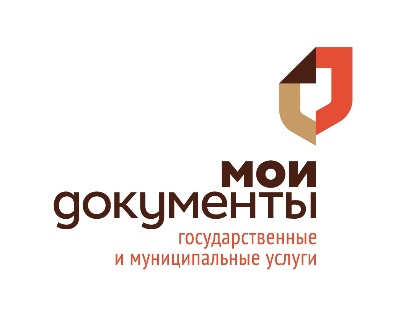 мои
документы
государственные
и муниципальные услуги